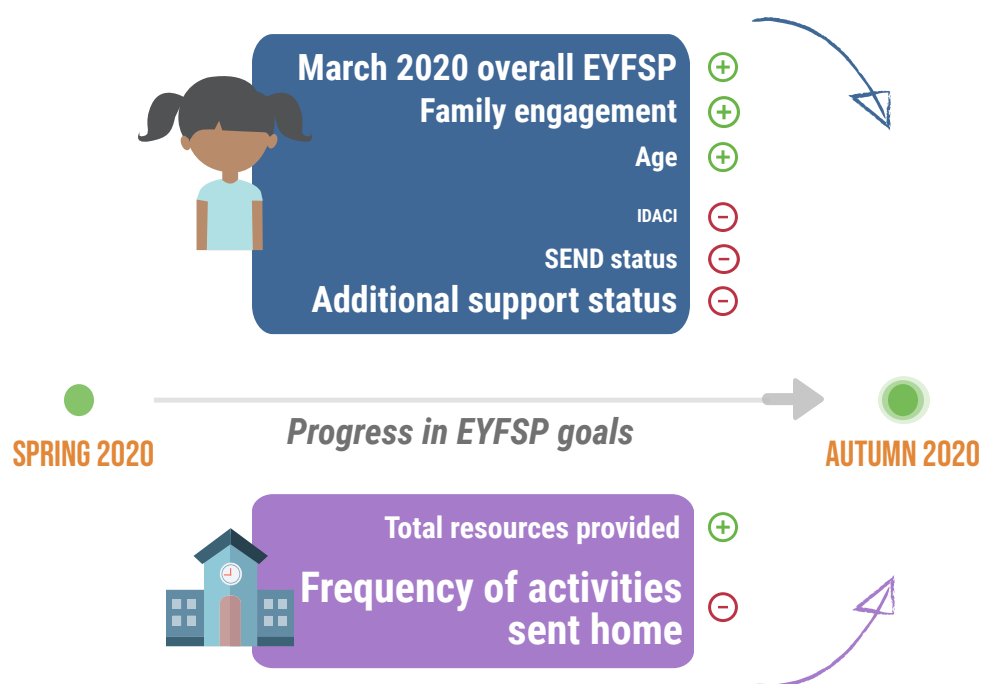 March 2020 overall EYFSP
Family engagement
Age
IDACI
SEND status
Additional support status
Progress in EYFSP goals
SPRING 2020
AUTUMN 2020
Total resources provided
Frequency of activities
sent home